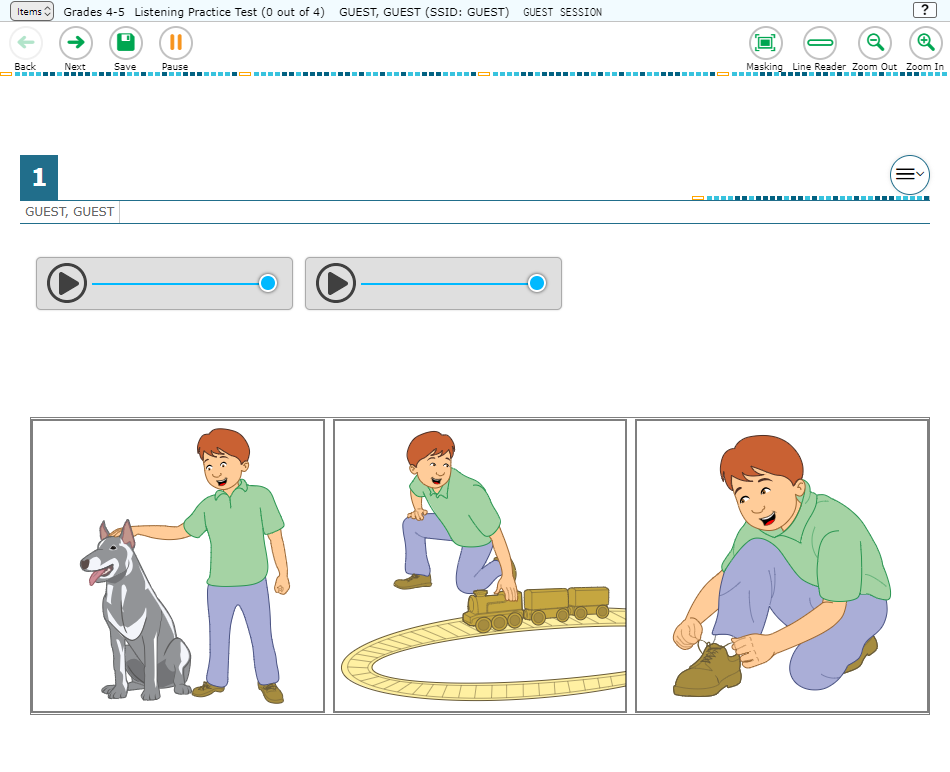 Items Grades 4-5 Listening Practice Test (0 out of 4) GUEST, GUEST (SSID: GUEST) GUEST SESSION ?
Back Next Save Pause Masking Line Reader Zoom Out Zoom In
1
GUEST, GUEST